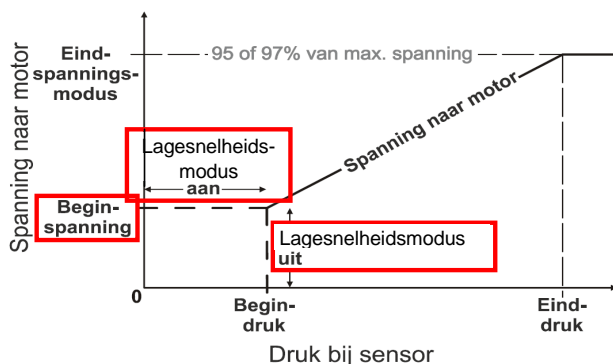 Spanning naar motor
Eind-
spannings-
modus
95 of 97% van max. spanning
Spanning naar motor
Lagesnelheids-
modus
aan
Begin-
spanning
Lagesnelheidsmodus
uit
0
Begin-
druk
Eind-
druk
Druk bij sensor